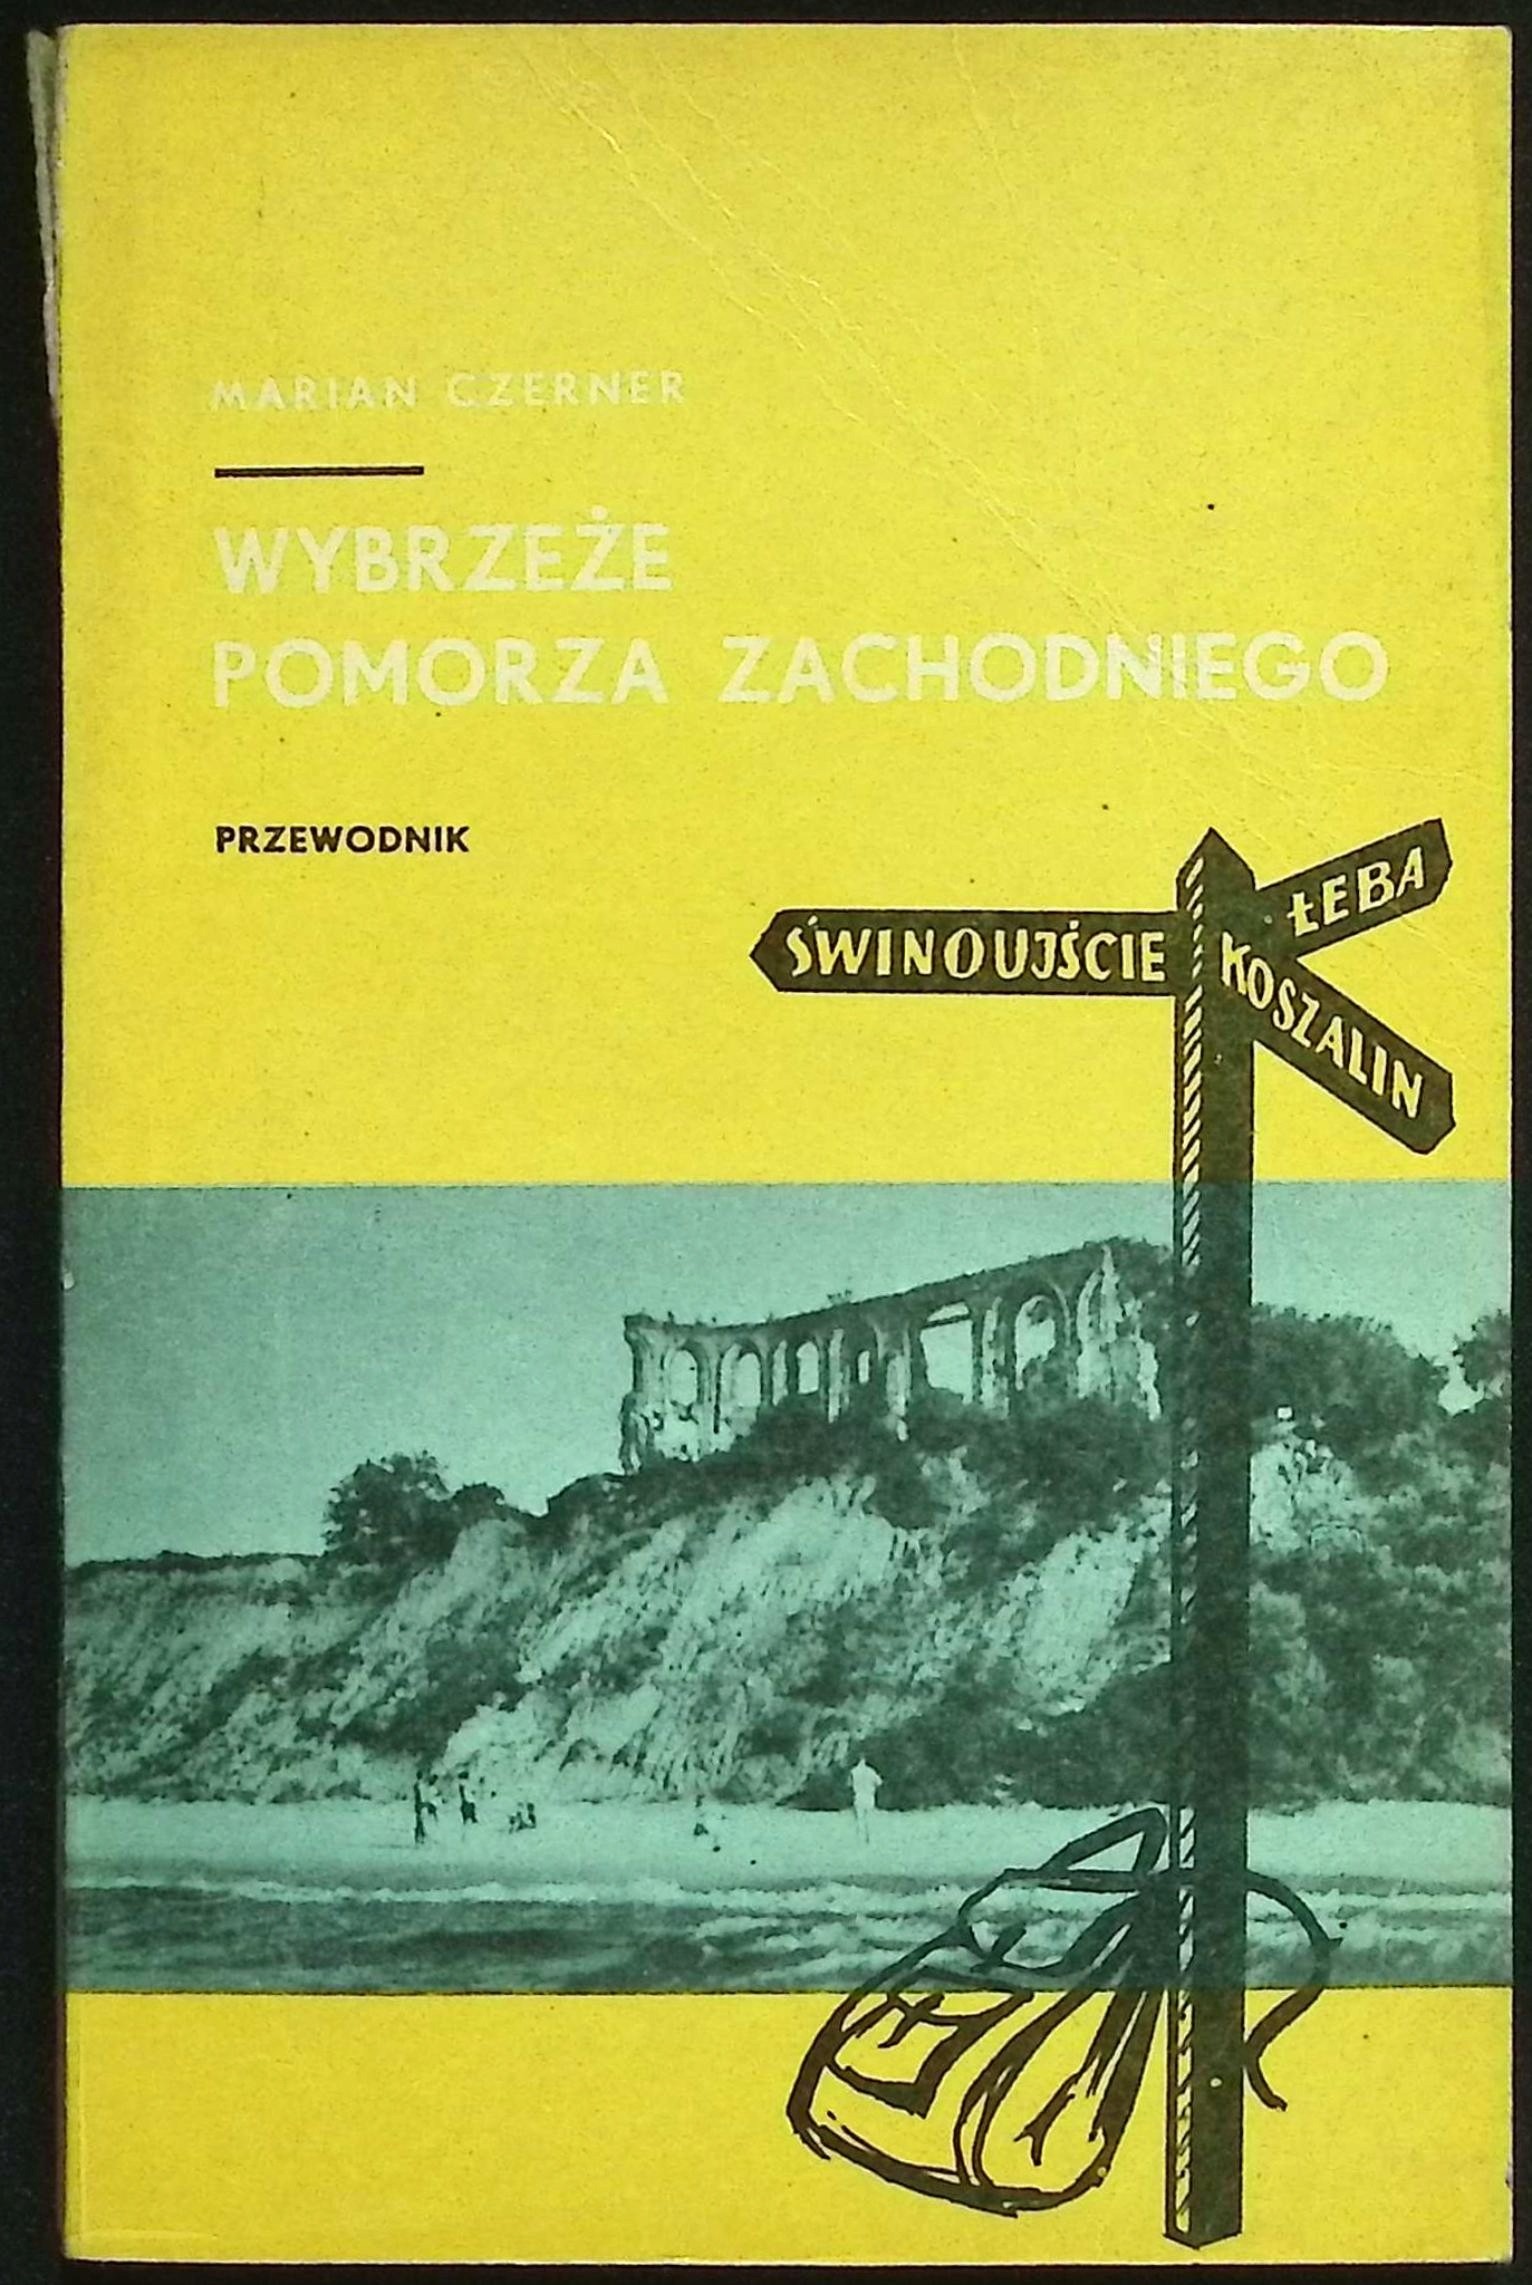 MARIAN CZERNER
WYBRZEŻE
POMORZA ZACHODNIEGO
PRZEWODNIK
ŁEBA
ŚWINOUJŚCIE
KOSZALIN